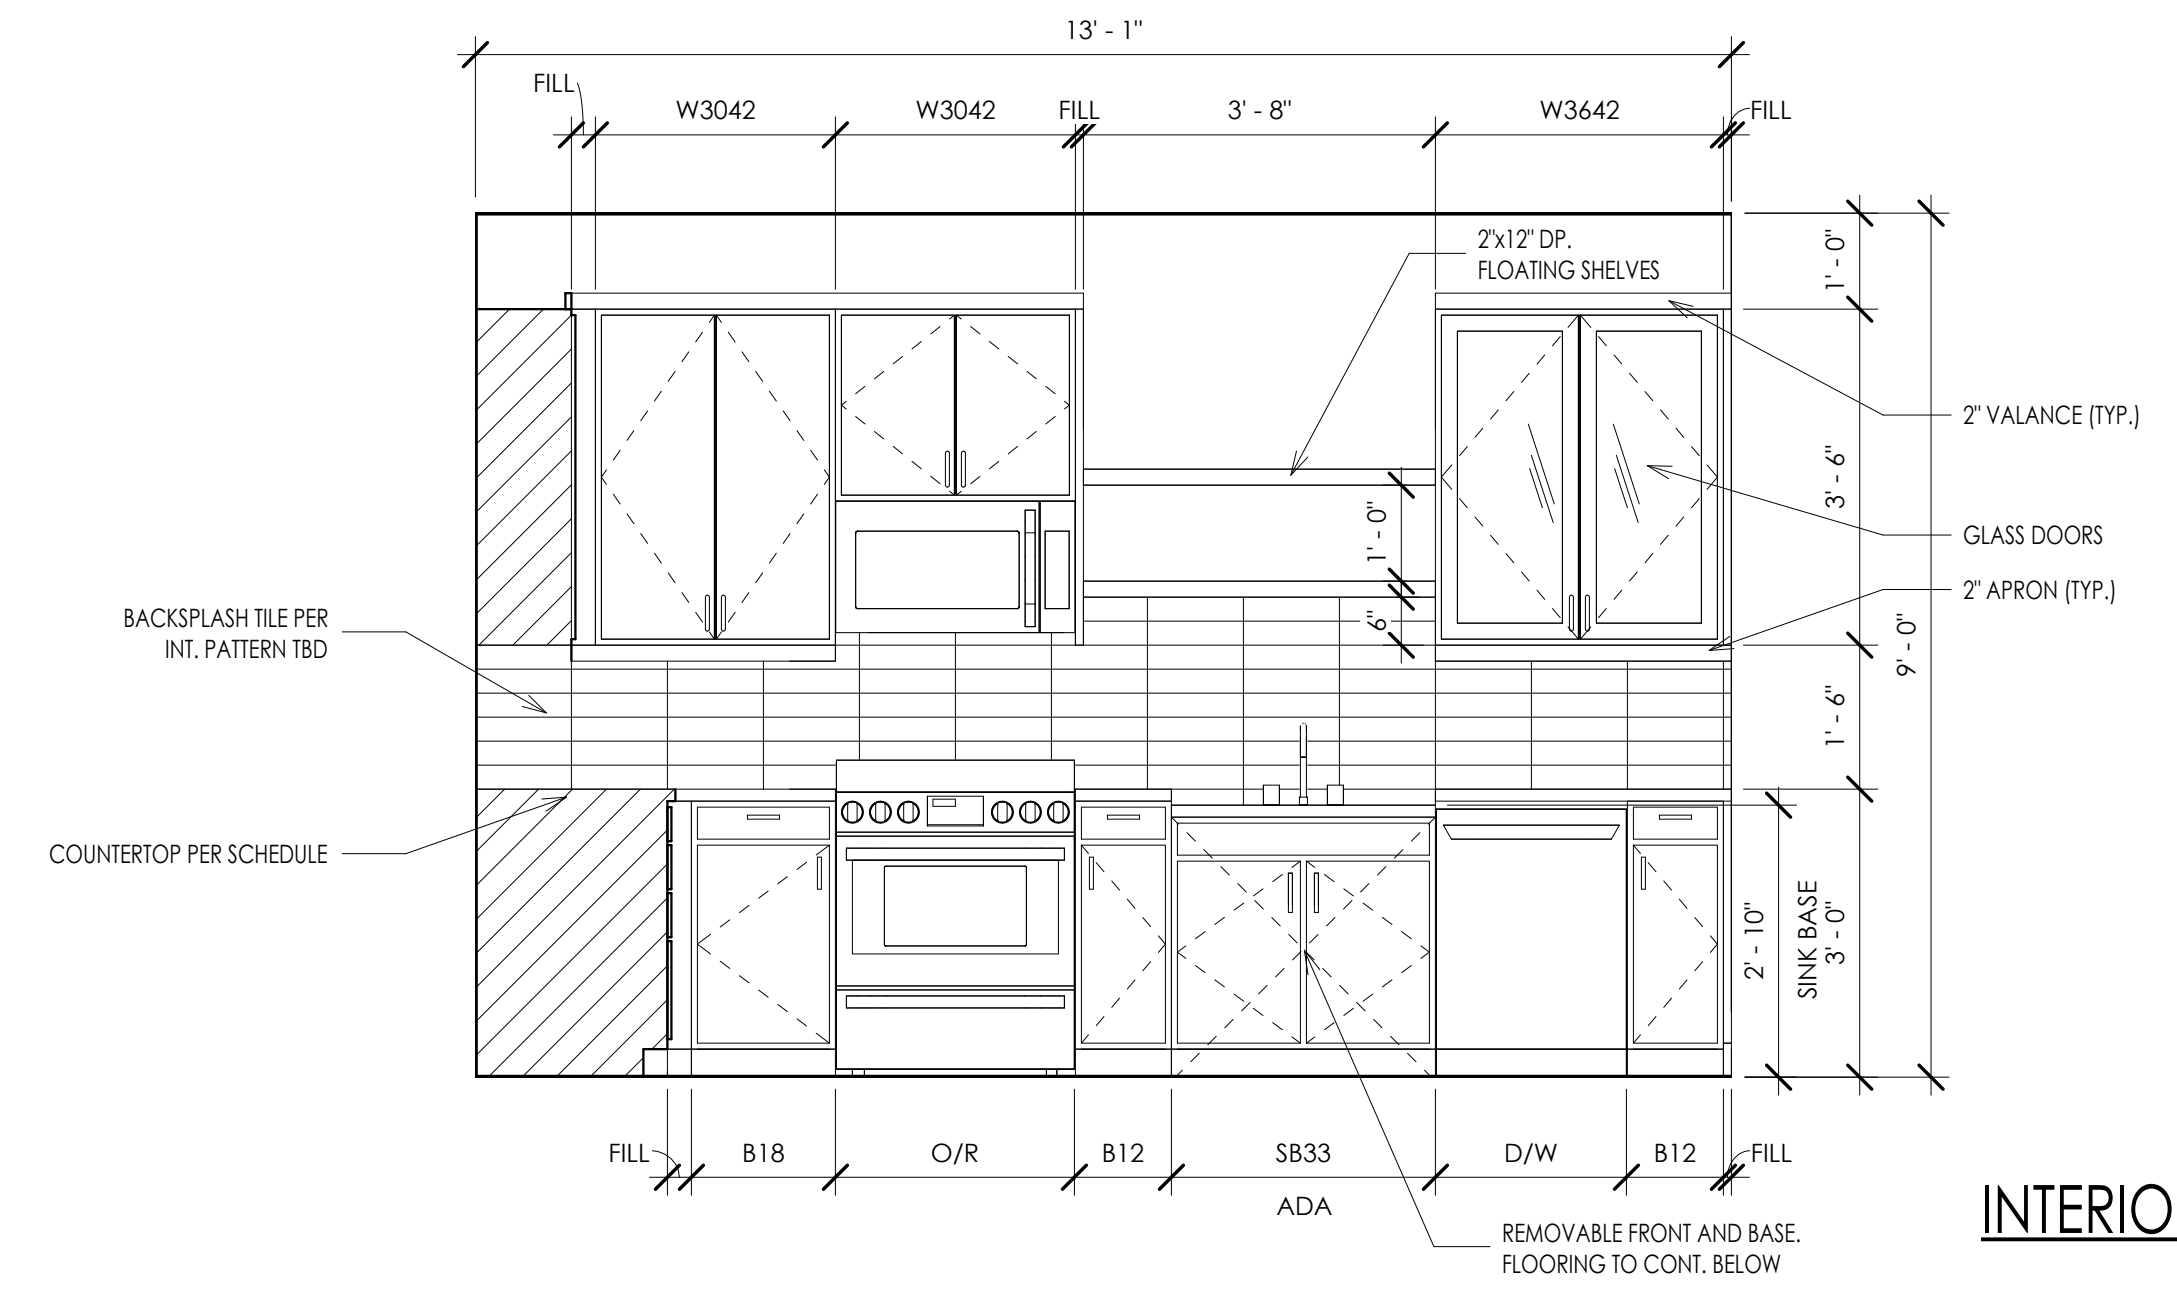 13' - 1"
FILL
W3042
W3042
FILL
3' - 8"
W3642
FILL
2"x12" DP.
FLOATING SHELVES
1' - 0"
2" VALANCE (TYP.)
3' - 6"
1' - 0"
GLASS DOORS
2" APRON (TYP.)
6"
9' - 0"
BACKSPLASH TILE PER
INT. PATTERN TBD
1' - 6"
COUNTERTOP PER SCHEDULE
2' - 10"
SINK BASE
3' - 0"
FILL
B18
O/R
B12
SB33
D/W
B12
FILL
ADA
REMOVABLE FRONT AND BASE.
FLOORING TO CONT. BELOW
INTERIO